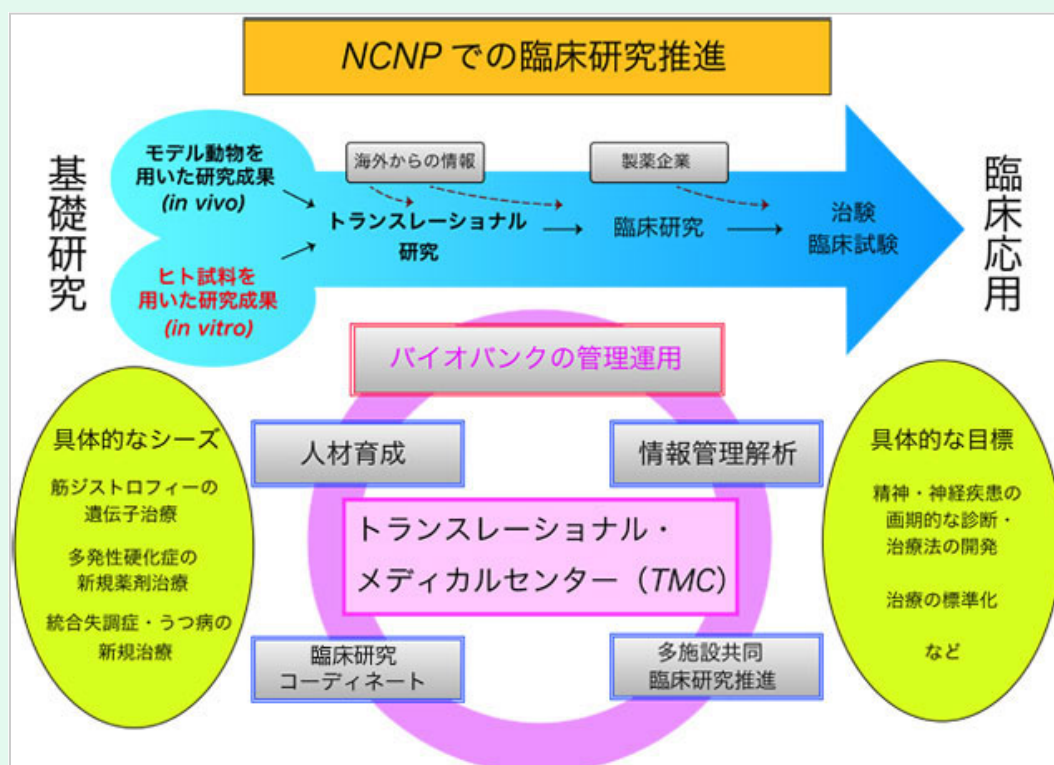 NCNP での臨床研究推進
基礎研究
モデル動物を
用いた研究成果
(in vivo)
ヒト試料を
用いた研究成果
(in vitro)
海外からの情報
トランスレーショナル
研究
製薬企業
臨床研究
治験
臨床試験
臨床応用
バイオバンクの管理運用
人材育成
情報管理解析
トランスレーショナル・
メディカルセンター（TMC）
臨床研究
コーディネート
多施設共同
臨床研究推進
具体的なシーズ
筋ジストロフィーの
遺伝子治療
多発性硬化症の
新規薬剤治療
統合失調症・うつ病の
新規治療
具体的な目標
精神・神経疾患の
画期的な診断・
治療法の開発
治療の標準化
など